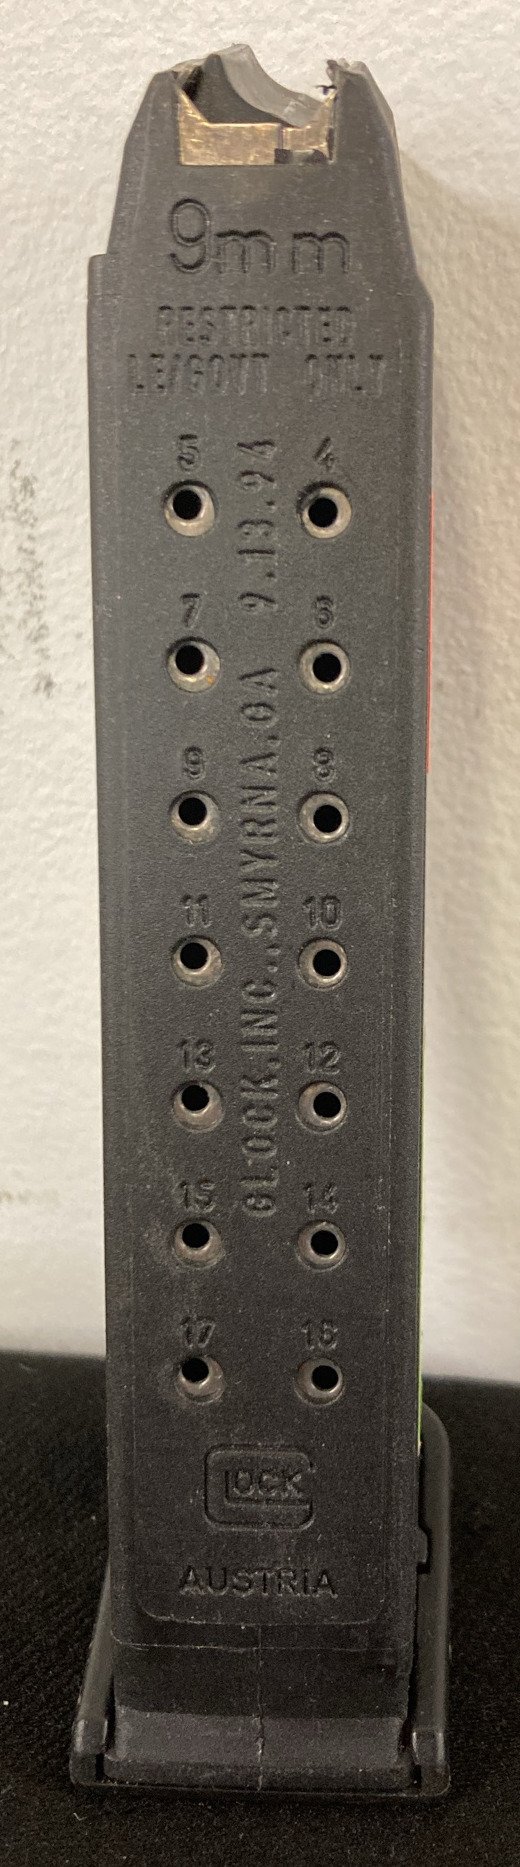 9mm
RESTRICTED
LE/GOVT ONLY
5 4
7 6
9 8
11 10
13 12
15 14
17 16
GLOCK,INC.,SMYRNA,GA 9.13.94
GLOCK
AUSTRIA